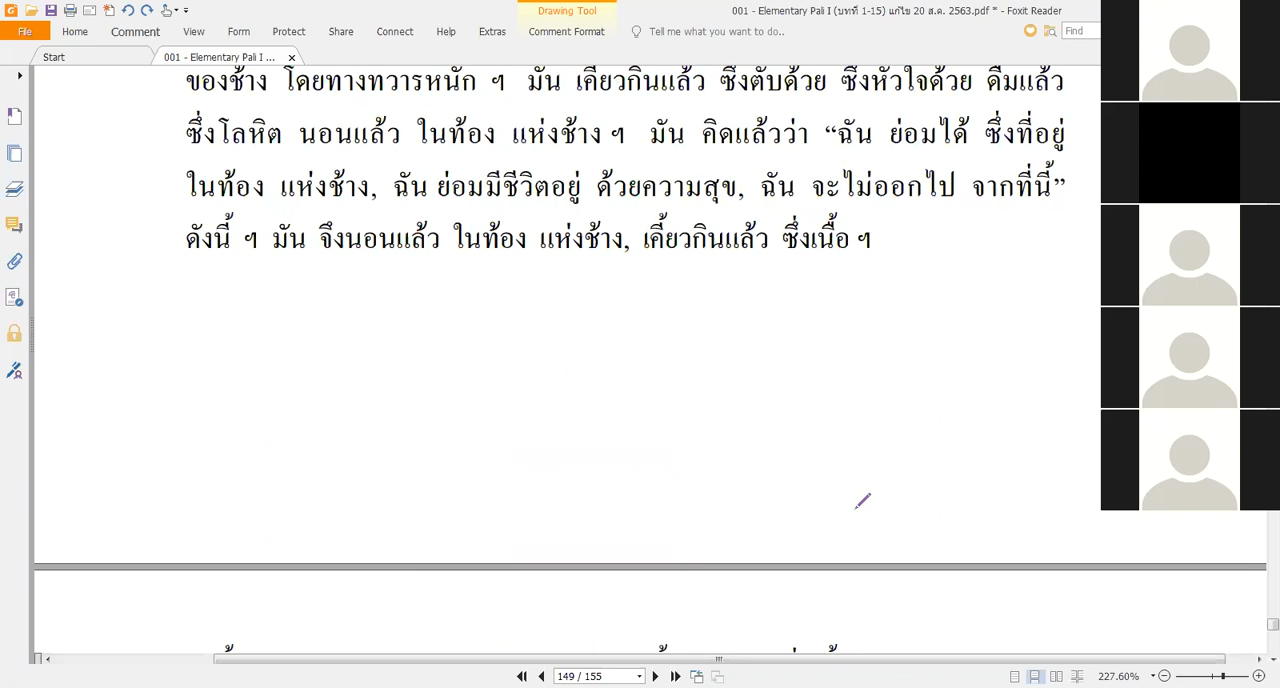 001 - Elementary Pali I (บทที่ 1-15) แก้ไข 20 ส.ค. 2563.pdf * - Foxit Reader
Drawing Tool
File Home Comment View Form Protect Share Connect Help Extras Comment Format Tell me what you want to do.. Find
Start 001 - Elementary Pali I ...
ของช้าง โดยทางทวารหนัก ฯ มัน เคี้ยวกินแล้ว ซึ่งตับด้วย ซึ่งหัวใจด้วย ดื่มแล้ว
ซึ่งโลหิต นอนแล้ว ในท้อง แห่งช้าง ฯ มัน คิดแล้วว่า “ฉัน ย่อมได้ ซึ่งที่อยู่
ในท้อง แห่งช้าง, ฉัน ย่อมมีชีวิตอยู่ ด้วยความสุข, ฉัน จะไม่ออกไป จากที่นี้”
ดังนี้ ฯ มัน จึงนอนแล้ว ในท้อง แห่งช้าง, เคี้ยวกินแล้ว ซึ่งเนื้อ ฯ
149 / 155
227.60%